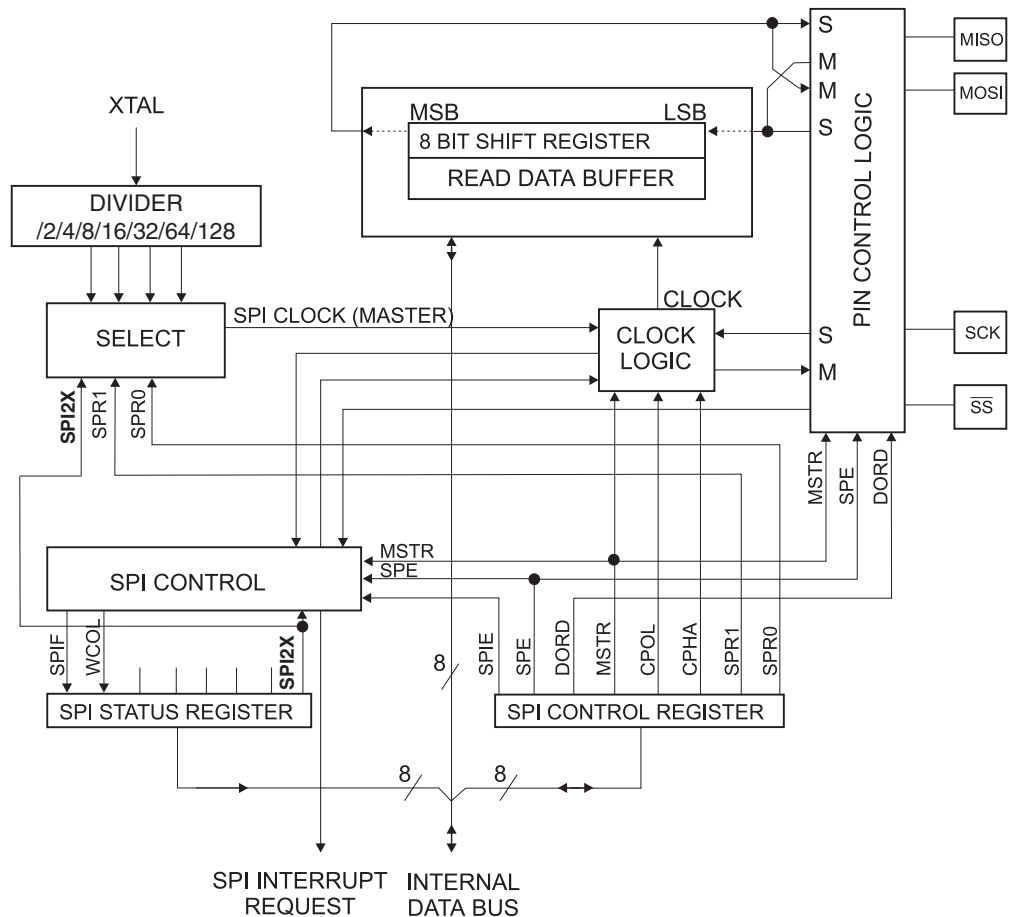 S
MISO
M
M
MOSI
S
PIN CONTROL LOGIC
MSB
LSB
8 BIT SHIFT REGISTER
READ DATA BUFFER
XTAL
DIVIDER
/2/4/8/16/32/64/128
SPI CLOCK (MASTER)
CLOCK
SELECT
CLOCK
LOGIC
S
SCK
M
SS
SPI2X
SPR1
SPR0
MSTR
SPE
DORD
MSTR
SPE
SPI CONTROL
SPIF
WCOL
SPI2X
8
SPIE
SPE
DORD
MSTR
CPOL
CPHA
SPR1
SPR0
SPI STATUS REGISTER
SPI CONTROL REGISTER
8
8
SPI INTERRUPT
REQUEST
INTERNAL
DATA BUS